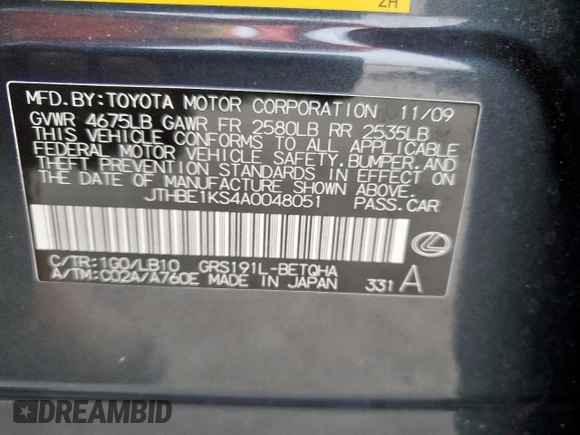 2H
MFD.BY:TOYOTA MOTOR CORPORATION 11/09
GVWR 4675LB GAWR FR 2580LB RR 2535LB
THIS VEHICLE CONFORMS TO ALL APPLICABLE
FEDERAL MOTOR VEHICLE SAFETY, BUMPER, AND
THEFT PREVENTION STANDARDS IN EFFECT ON
THE DATE OF MANUFACTURE SHOWN ABOVE.
JTHBE1KS4A0048051 PASS.CAR
C/TR:1G0/LB10 GRS191L-BETQHA
A/TM:C02A/A760E MADE IN JAPAN 331 A
DREAMBID